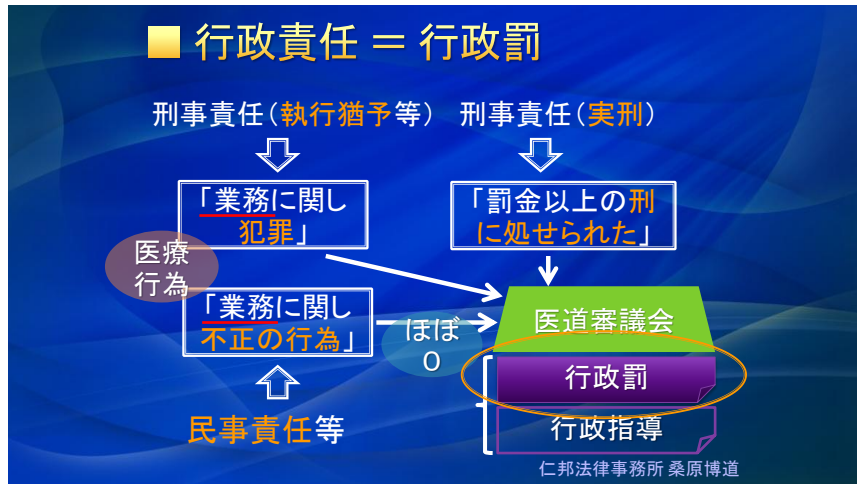 行政責任 ＝ 行政罰
刑事責任（執行猶予等）
刑事責任（実刑）
「業務に関し
犯罪」
「罰金以上の刑
に処せられた」
医療
行為
「業務に関し
不正の行為」
ほぼ
0
医道審議会
行政罰
民事責任等
行政指導
仁邦法律事務所 桑原博道